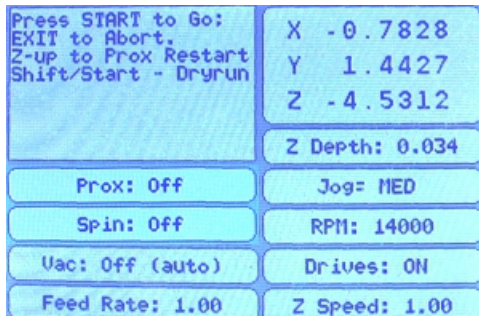 Press START to Go;
EXIT to Abort.
Z-up to Prox Restart
Shift/Start - Dryrun
X -0.7828
Y 1.4427
Z -4.5312
Z Depth: 0.034
Prox: Off
Jog= MED
Spin: Off
RPM: 14000
Vac: Off (auto)
Drives: ON
Feed Rate: 1.00
Z Speed: 1.00